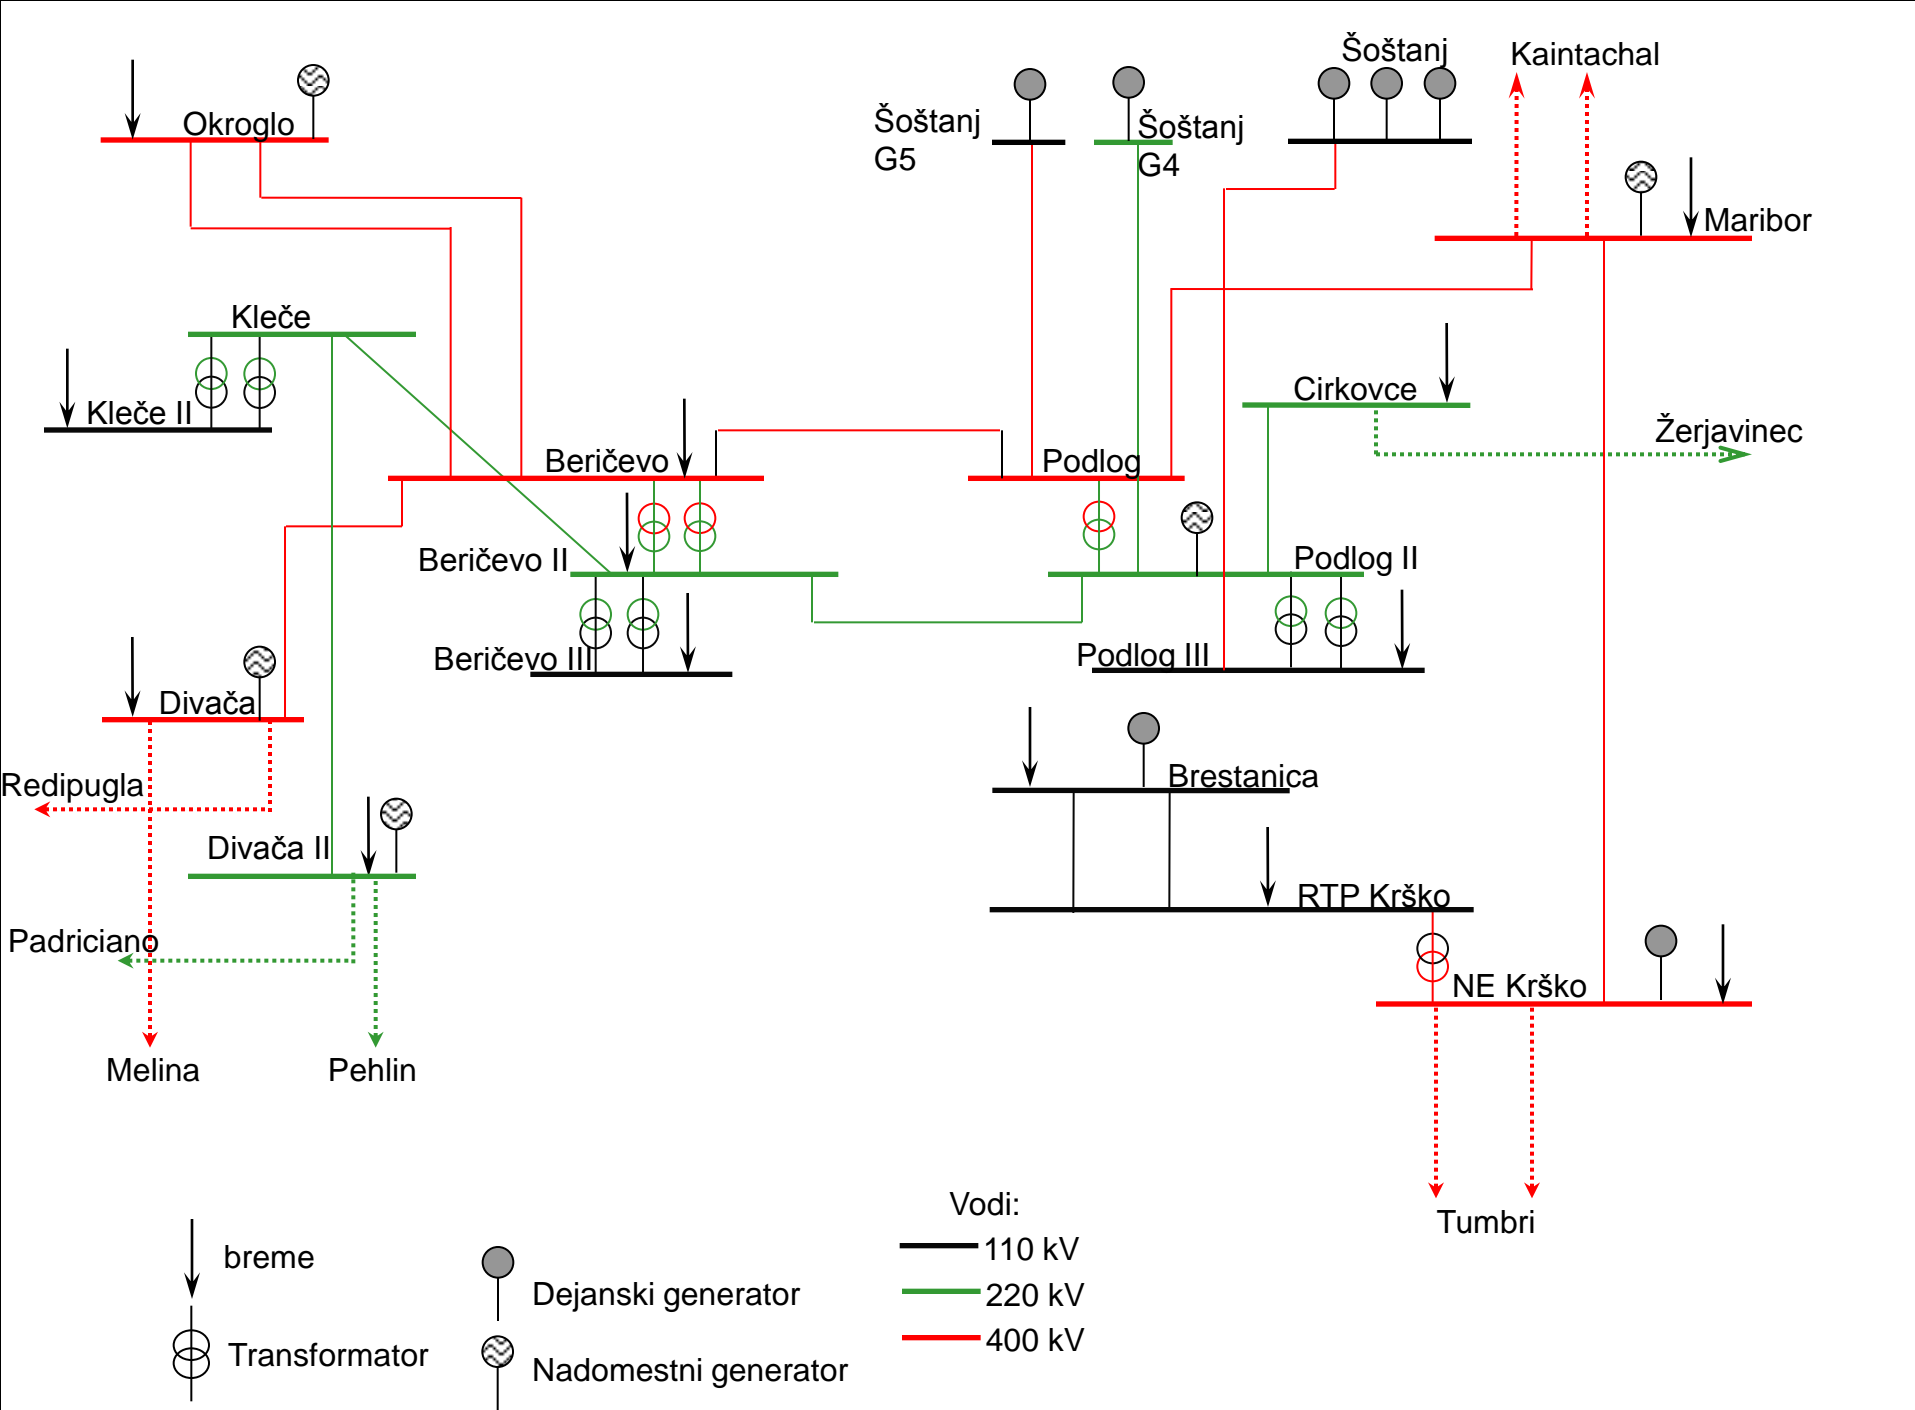 Šoštanj
Kaintachal
Okroglo
Šoštanj
G5
Šoštanj
G4
Maribor
Kleče
Kleče II
Cirkovce
Žerjavinec
Beričevo
Podlog
Beričevo II
Podlog II
Beričevo III
Podlog III
Divača
Redipugla
Brestanica
Divača II
RTP Krško
Padriciano
NE Krško
Melina
Pehlin
Tumbri
Vodi:
110 kV
220 kV
400 kV
breme
Dejanski generator
Transformator
Nadomestni generator